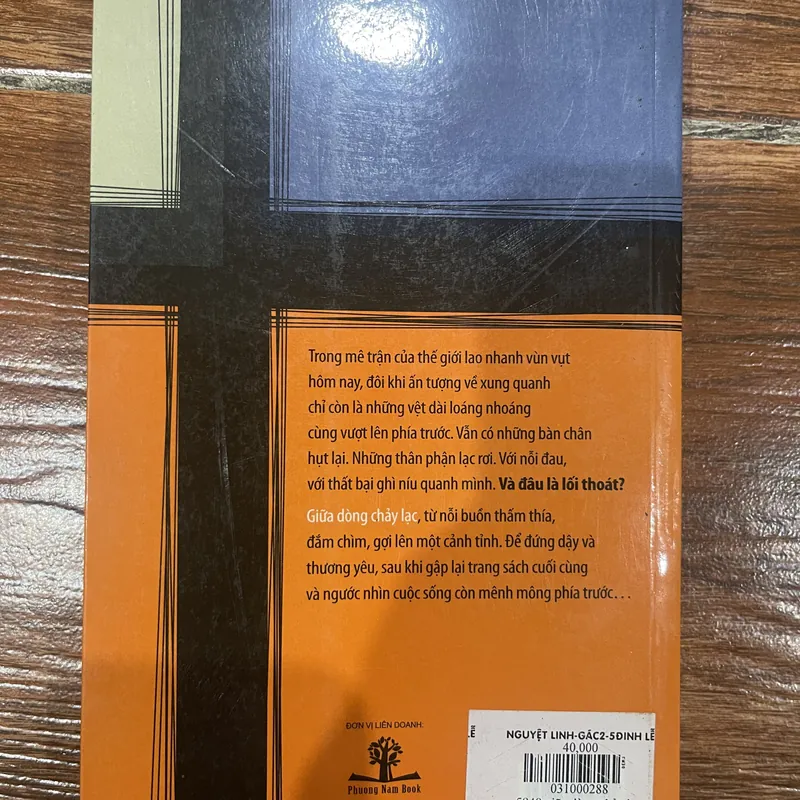 Trong mê trận của thế giới lao nhanh vùn vụt
hôm nay, đôi khi ấn tượng về xung quanh
chỉ còn là những vệt dài loáng nhoáng
cùng vượt lên phía trước. Vẫn có những bàn chân
hụt lại. Những thân phận lạc rơi. Với nỗi đau,
với thất bại ghì níu quanh mình. Và đâu là lối thoát?
Giữa dòng chảy lạc, từ nỗi buồn thấm thía,
đắm chìm, gợi lên một cảnh tỉnh. Để đứng dậy và
thương yêu, sau khi gập lại trang sách cuối cùng
và ngước nhìn cuộc sống còn mênh mông phía trước…
ĐƠN VỊ LIÊN DOANH:
Phuong Nam Book
NGUYỆT LINH-GÁC2-5ĐINH LỄ
40,000
031000288